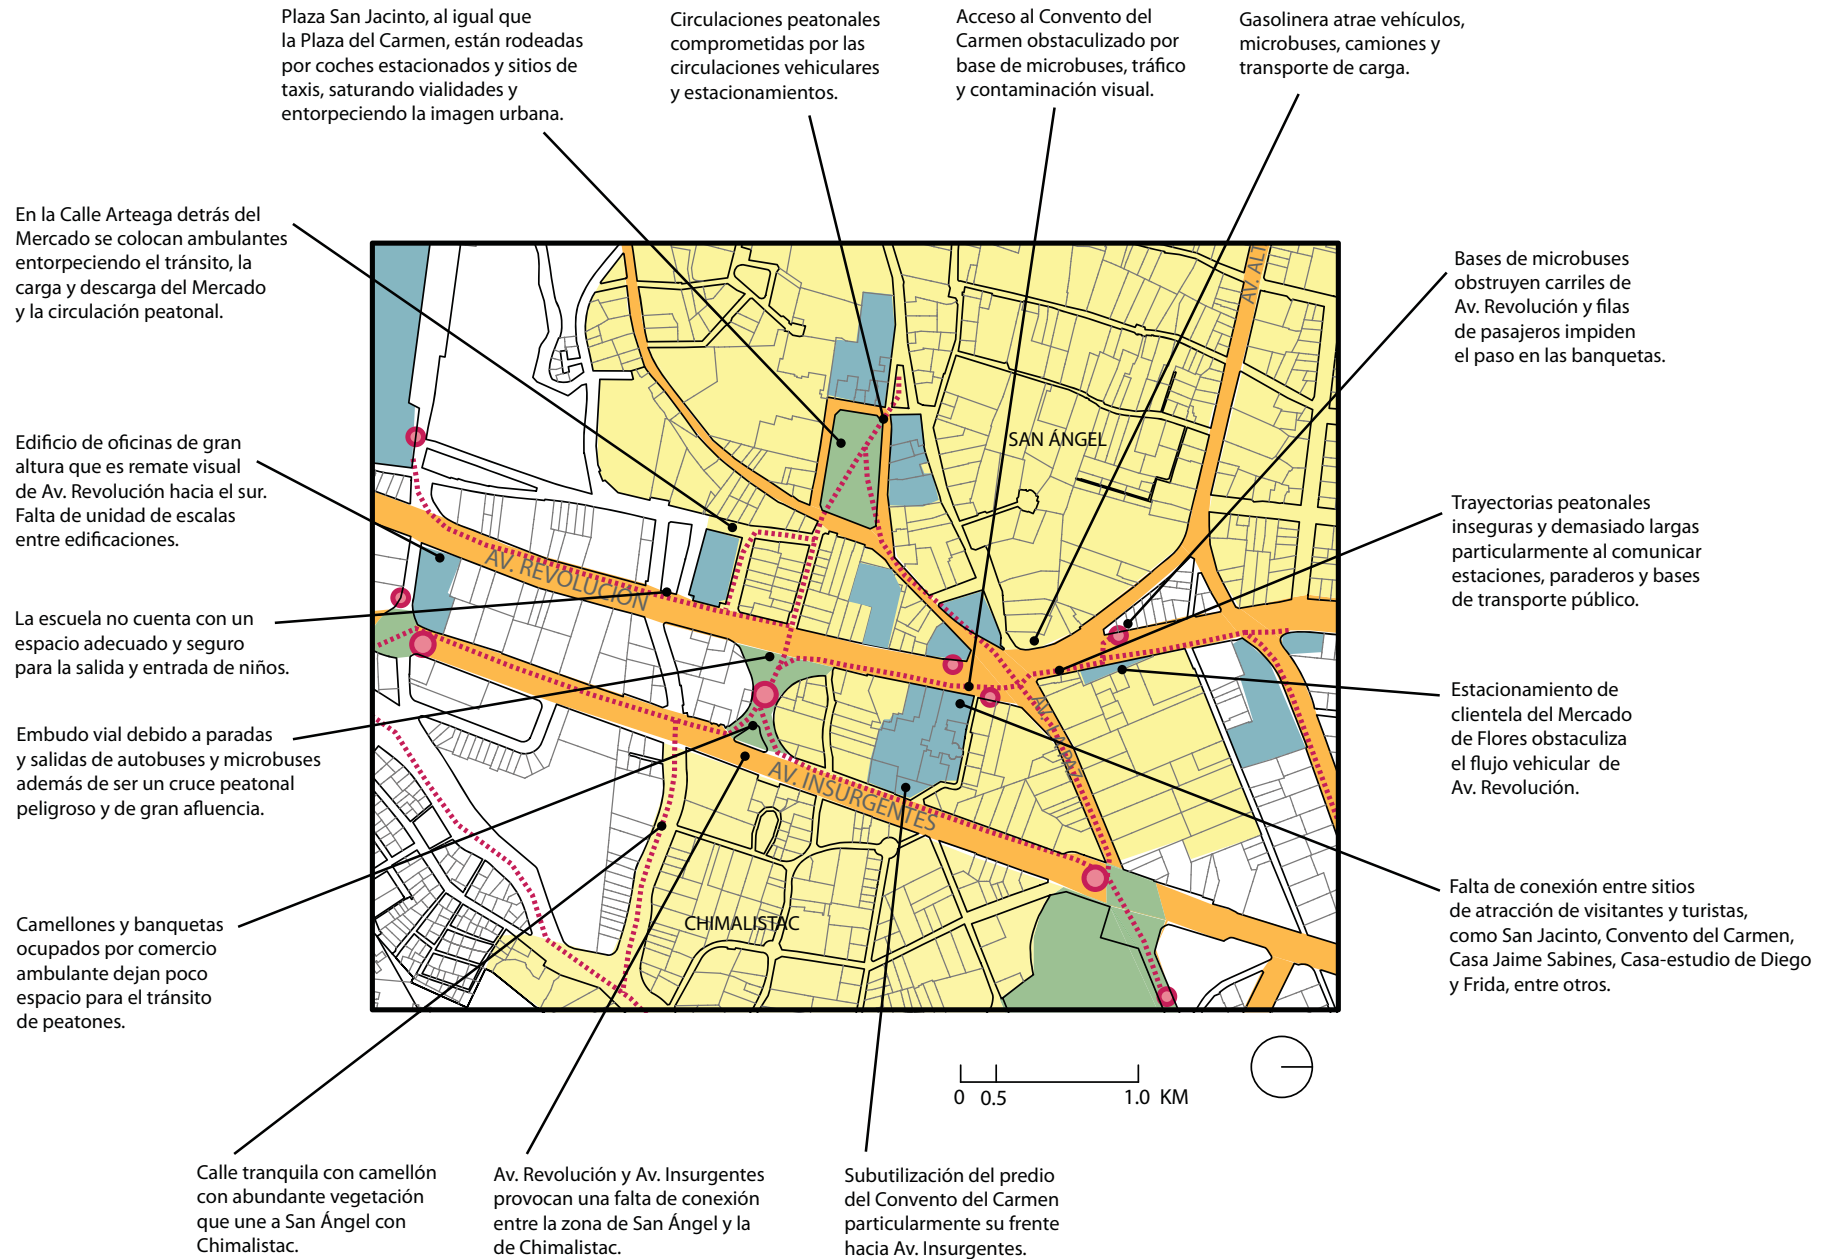 Plaza San Jacinto, al igual que
la Plaza del Carmen, están rodeadas
por coches estacionados y sitios de
taxis, saturando vialidades y
entorpeciendo la imagen urbana.
Circulaciones peatonales
comprometidas por las
circulaciones vehiculares
y estacionamientos.
Acceso al Convento del
Carmen obstaculizado por
base de microbuses, tráfico
y contaminación visual.
Gasolinera atrae vehículos,
microbuses, camiones y
transporte de carga.
En la Calle Arteaga detrás del
Mercado se colocan ambulantes
entorpeciendo el tránsito, la
carga y descarga del Mercado
y la circulación peatonal.
Edificio de oficinas de gran
altura que es remate visual
de Av. Revolución hacia el sur.
Falta de unidad de escalas
entre edificaciones.
La escuela no cuenta con un
espacio adecuado y seguro
para la salida y entrada de niños.
Embudo vial debido a paradas
y salidas de autobuses y microbuses
además de ser un cruce peatonal
peligroso y de gran afluencia.
Camellones y banquetas
ocupados por comercio
ambulante dejan poco
espacio para el tránsito
de peatones.
SAN ÁNGEL
AV. REVOLUCIÓN
AV. INSURGENTES
CHIMALISTAC
Bases de microbuses
obstruyen carriles de
Av. Revolución y filas
de pasajeros impiden
el paso en las banquetas.
Trayectorias peatonales
inseguras y demasiado largas
particularmente al comunicar
estaciones, paraderos y bases
de transporte público.
Estacionamiento de
clientela del Mercado
de Flores obstaculiza
el flujo vehicular de
Av. Revolución.
Falta de conexión entre sitios
de atracción de visitantes y turistas,
como San Jacinto, Convento del Carmen,
Casa Jaime Sabines, Casa-estudio de Diego
y Frida, entre otros.
0 0.5 1.0 KM
Calle tranquila con camellón
con abundante vegetación
que une a San Ángel con
Chimalistac.
Av. Revolución y Av. Insurgentes
provocan una falta de conexión
entre la zona de San Ángel y la
de Chimalistac.
Subutilización del predio
del Convento del Carmen
particularmente su frente
hacia Av. Insurgentes.